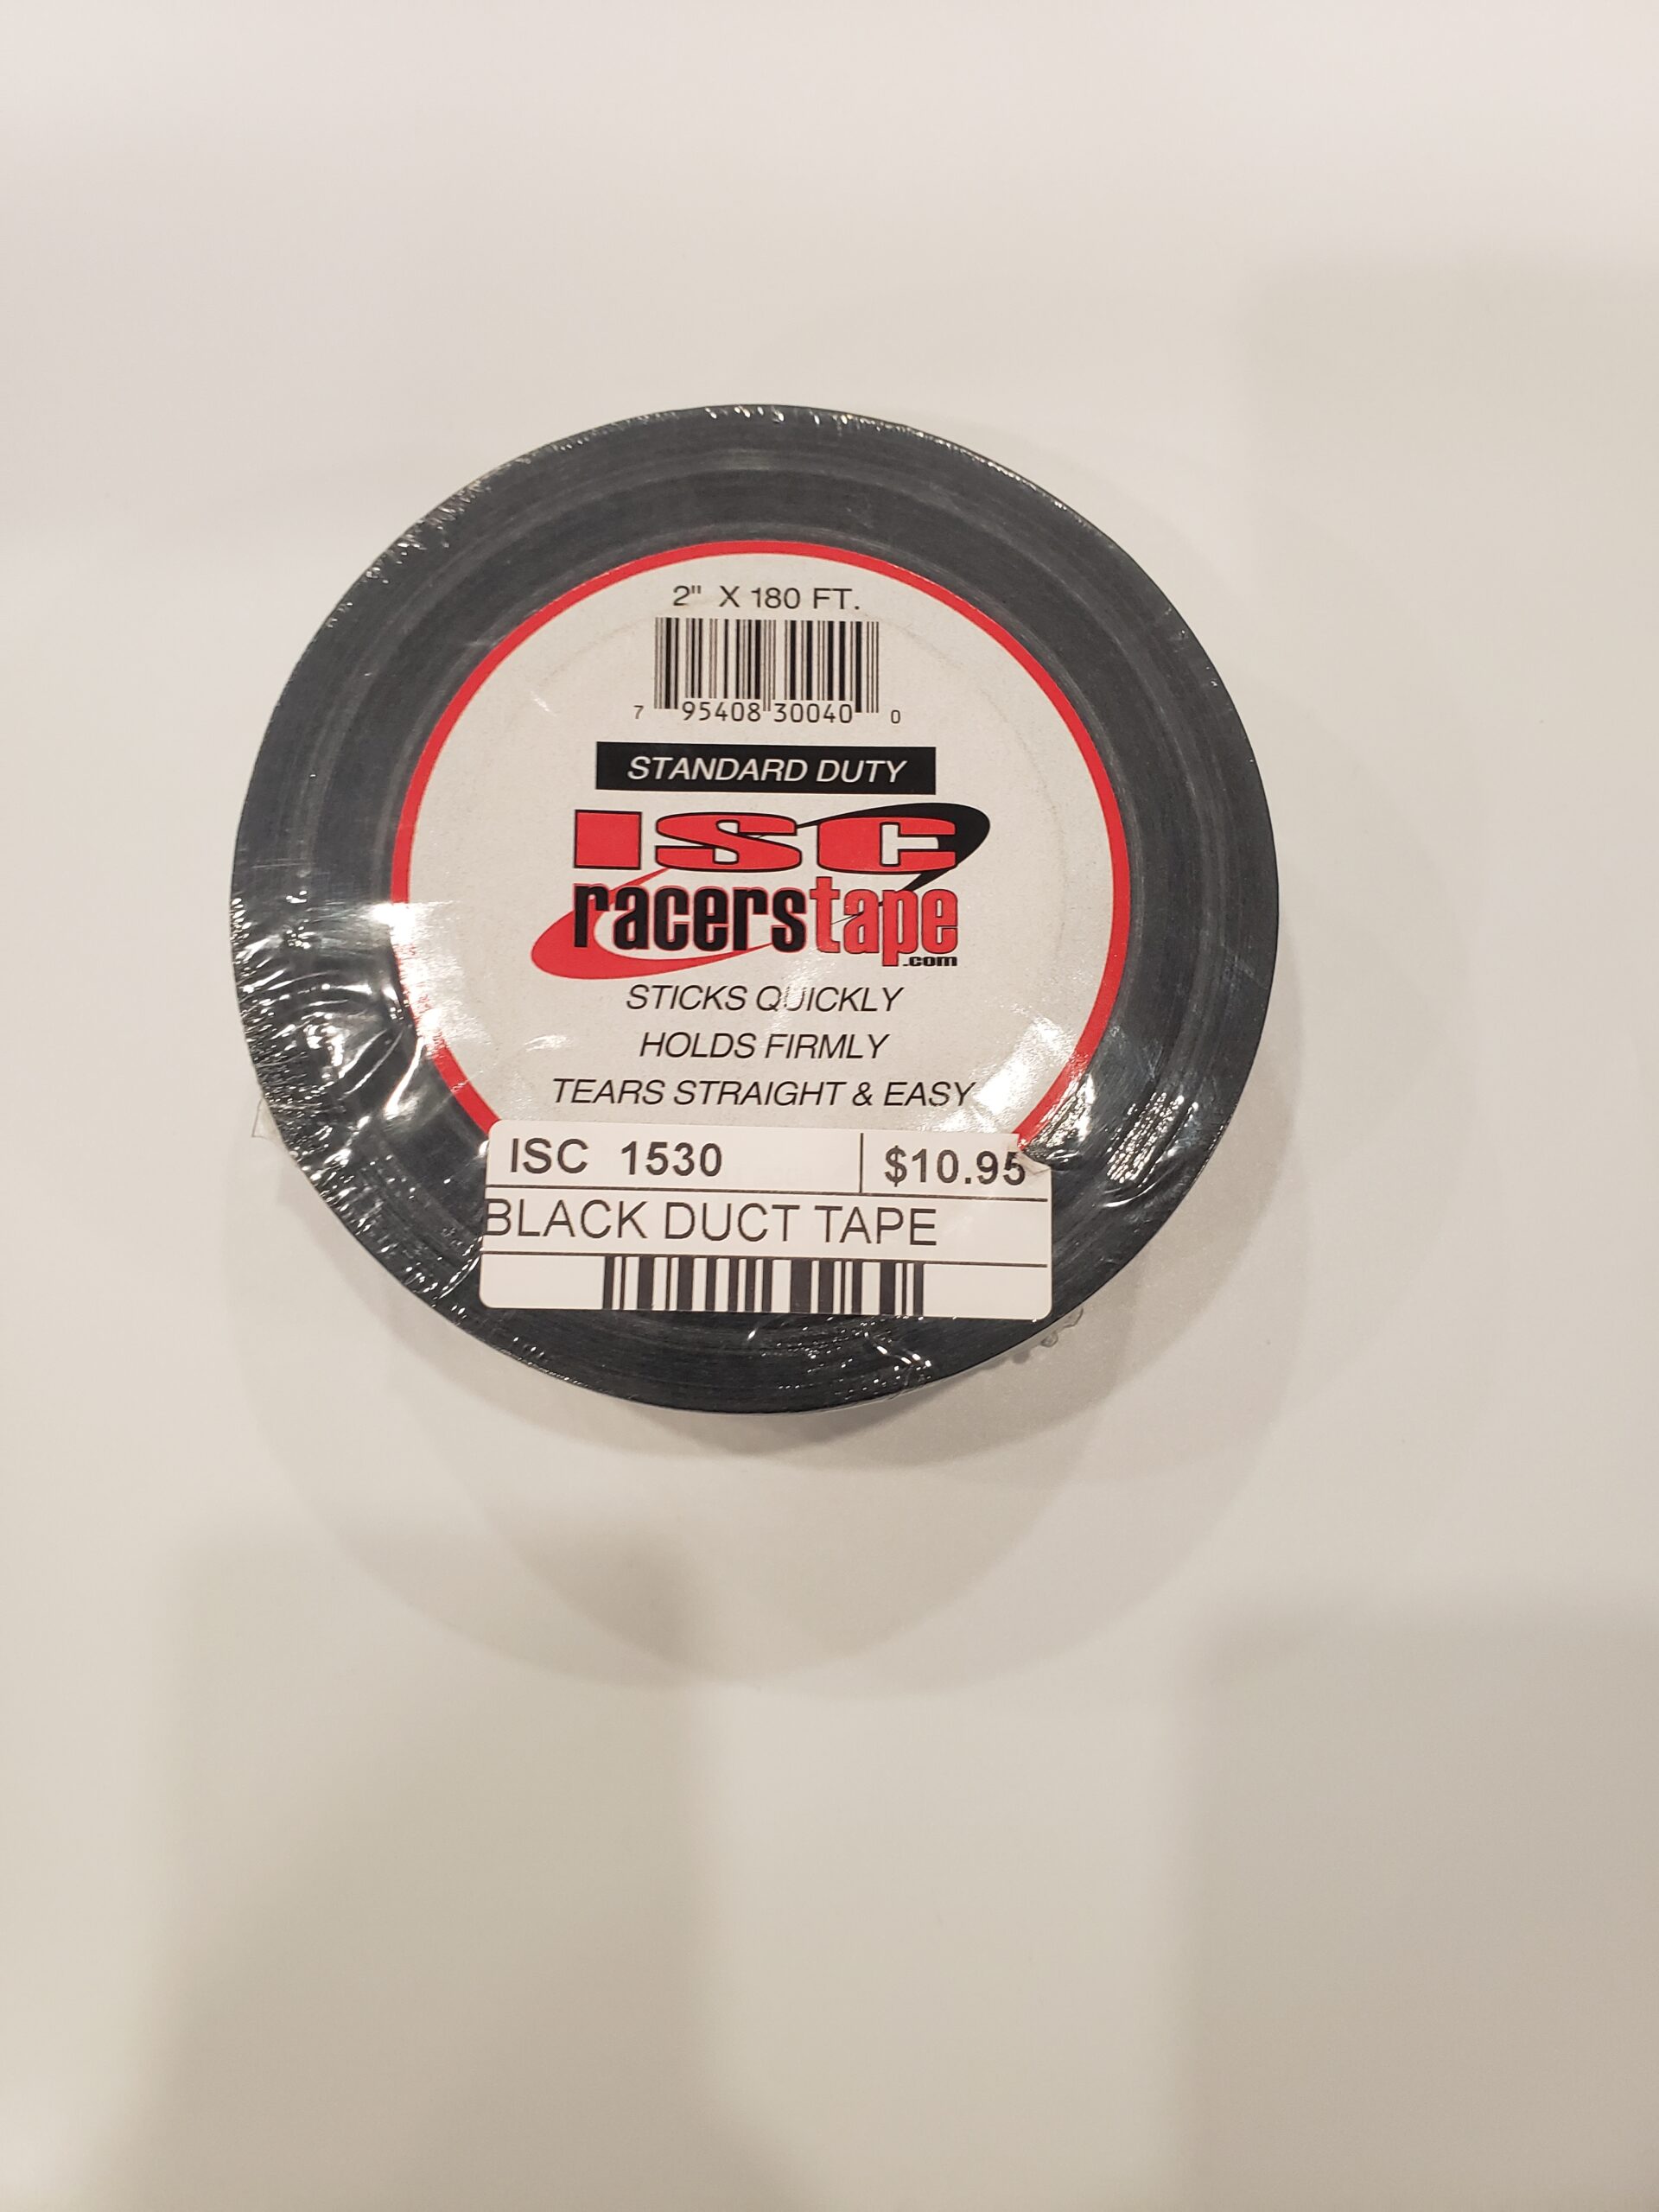 2" X 180 FT.
7 95408 30040 0
STANDARD DUTY
ISC
racerstape
.com
STICKS QUICKLY
HOLDS FIRMLY
TEARS STRAIGHT & EASY
ISC 1530 $10.95
BLACK DUCT TAPE